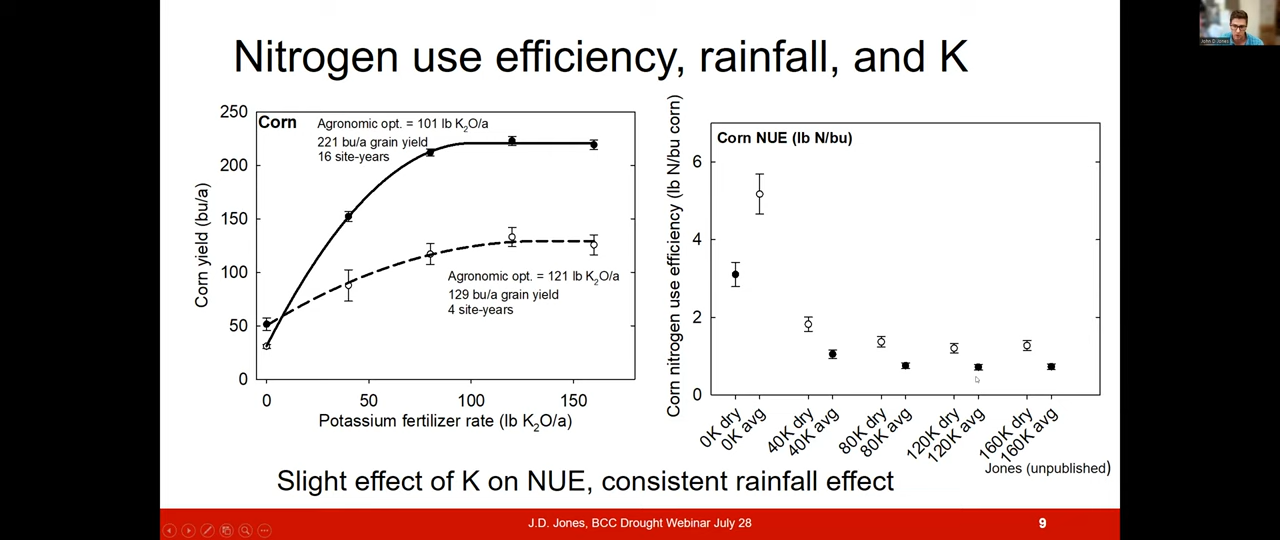 John D Jones
Nitrogen use efficiency, rainfall, and K
Corn
Agronomic opt. = 101 lb K2O/a
221 bu/a grain yield
16 site-years
Agronomic opt. = 121 lb K2O/a
129 bu/a grain yield
4 site-years
Corn yield (bu/a)
250
200
150
100
50
0
0 50 100 150
Potassium fertilizer rate (lb K2O/a)
Corn NUE (lb N/bu)
Corn nitrogen use efficiency (lb N/bu corn)
6
4
2
0
0K dry
0K avg
40K dry
40K avg
80K dry
80K avg
120K dry
120K avg
160K dry
160K avg
Jones (unpublished)
Slight effect of K on NUE, consistent rainfall effect
J.D. Jones, BCC Drought Webinar July 28
9